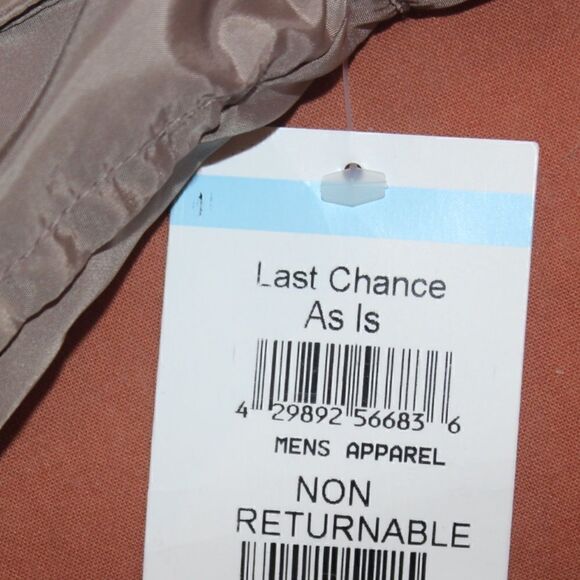 Last Chance
As Is
4 29892 56683 6
MENS APPAREL
NON
RETURNABLE